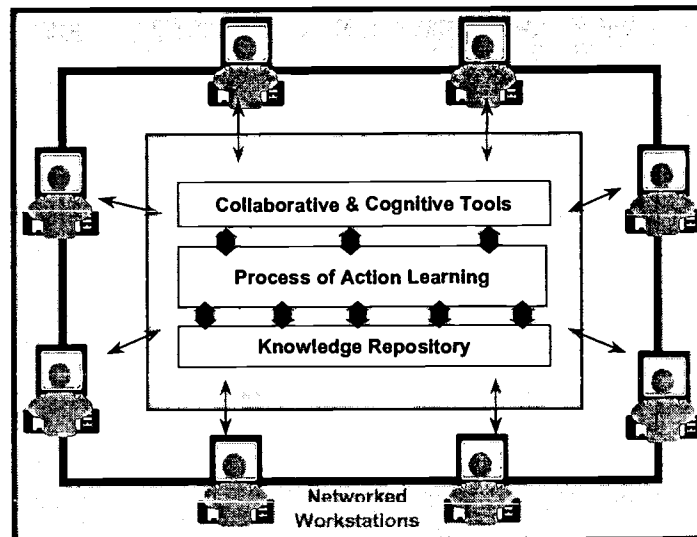 Collaborative & Cognitive Tools
Process of Action Learning
Knowledge Repository
Networked
Workstations